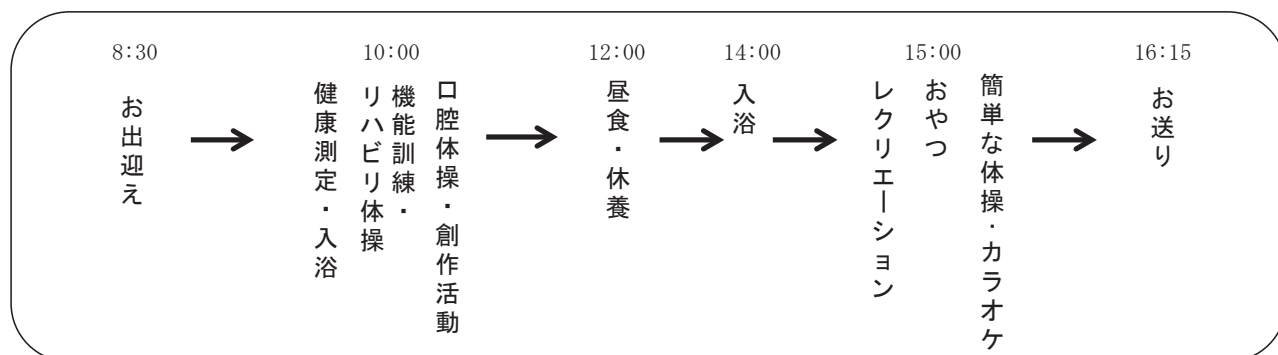 8:30
お出迎え
10:00
口腔体操・創作活動
機能訓練・
リハビリ体操
健康測定・入浴
12:00
昼食・休養
14:00
入浴
15:00
簡単な体操・カラオケ
おやつ
レクリエーション
16:15
お送り